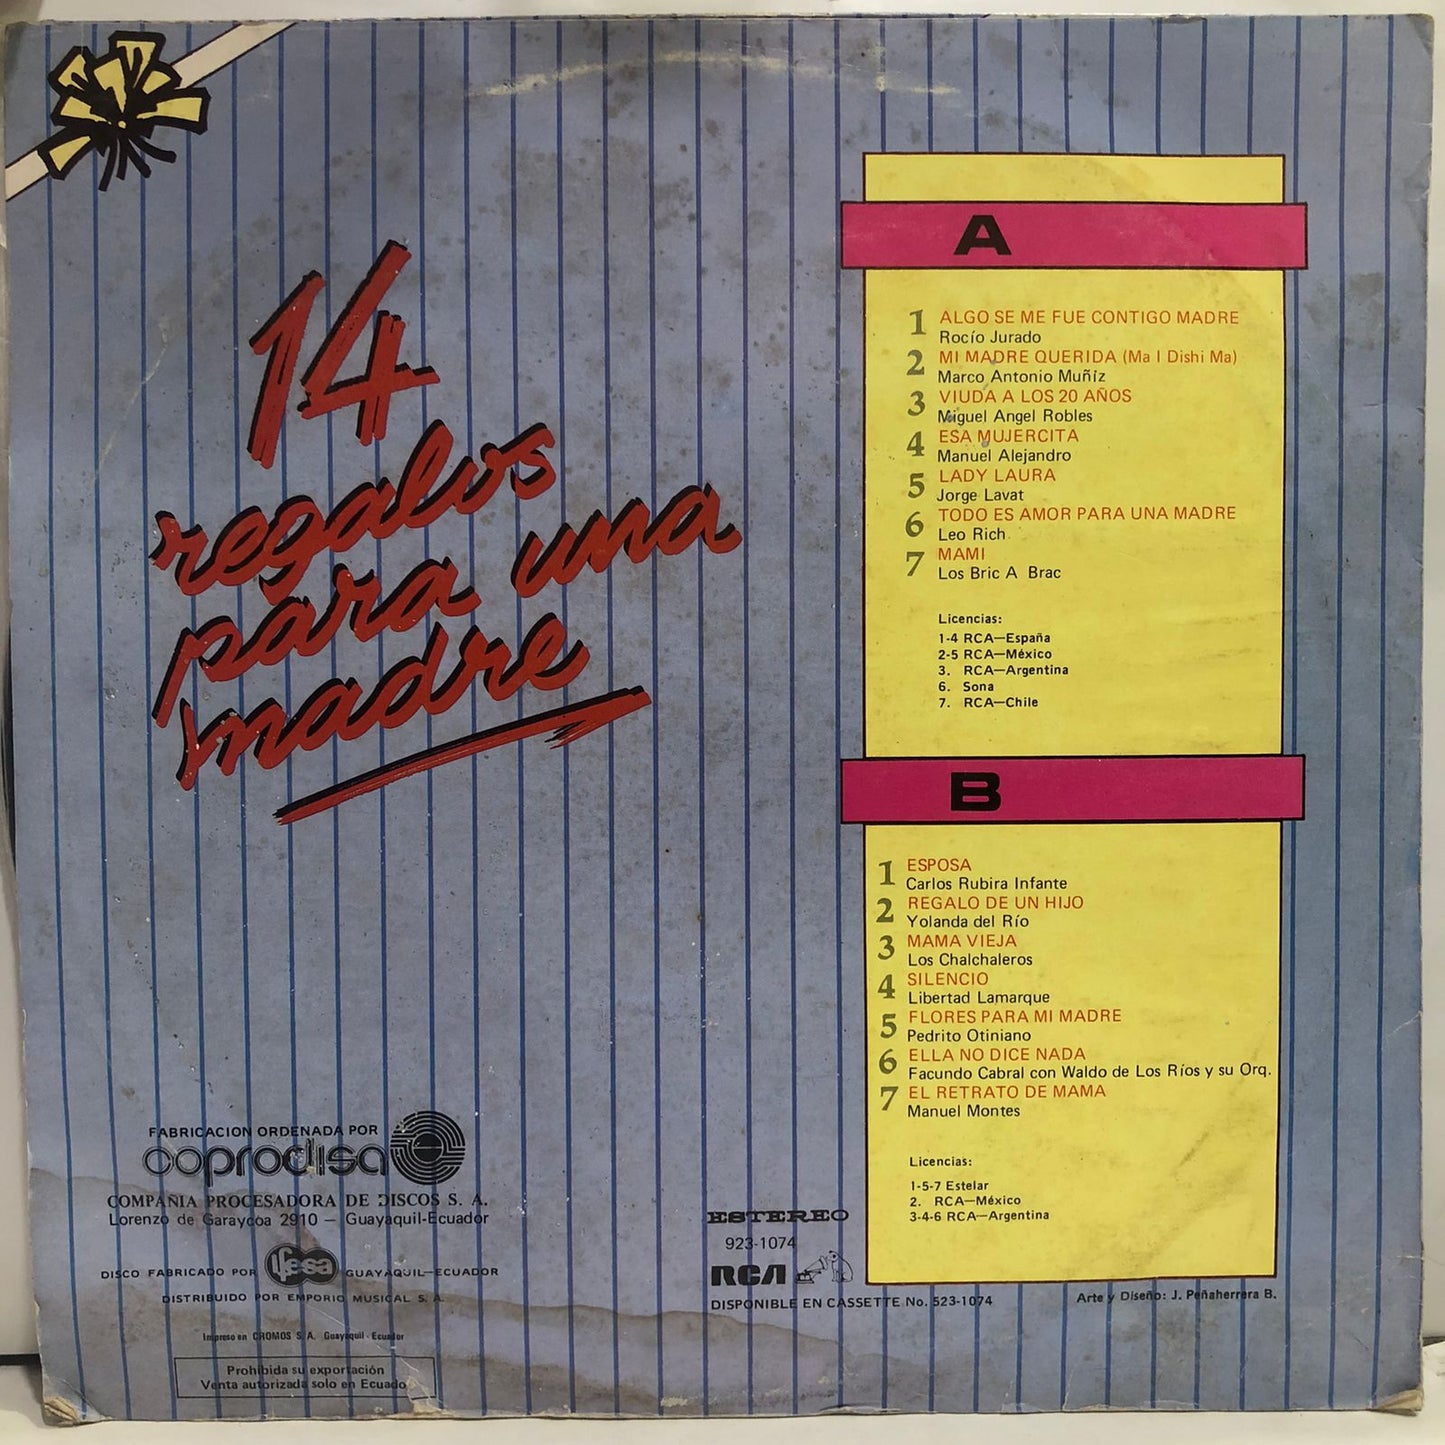 14
regalos
para una
madre
A
1 ALGO SE ME FUE CONTIGO MADRE
Rocío Jurado
2 MI MADRE QUERIDA (Ma I Dishi Ma)
Marco Antonio Muñíz
3 VIUDA A LOS 20 AÑOS
Miguel Angel Robles
4 ESA MUJERCITA
Manuel Alejandro
5 LADY LAURA
Jorge Lavat
6 TODO ES AMOR PARA UNA MADRE
Leo Rich
7 MAMI
Los Bric A Brac
Licencias:
1-4 RCA—España
2-5 RCA—México
3. RCA—Argentina
6. Sona
7. RCA—Chile
B
1 ESPOSA
Carlos Rubira Infante
2 REGALO DE UN HIJO
Yolanda del Río
3 MAMA VIEJA
Los Chalchaleros
4 SILENCIO
Libertad Lamarque
5 FLORES PARA MI MADRE
Pedrito Otiniano
6 ELLA NO DICE NADA
Facundo Cabral con Waldo de Los Ríos y su Orq.
7 EL RETRATO DE MAMA
Manuel Montes
Licencias:
1-5-7 Estelar
2. RCA—México
3-4-6 RCA—Argentina
FABRICACION ORDENADA POR
coprodisa
COMPAÑIA PROCESADORA DE DISCOS S. A.
Lorenzo de Garaycoa 2910 — Guayaquil-Ecuador
DISCO FABRICADO POR ifesa GUAYAQUIL—ECUADOR
DISTRIBUIDO POR EMPORIO MUSICAL S. A.
Impreso en CROMOS S. A. Guayaquil - Ecuador
Prohibida su exportación
Venta autorizada solo en Ecuado
ESTEREO
923-1074
RCA
DISPONIBLE EN CASSETTE No. 523-1074
Arte y Diseño: J. Peñaherrera B.